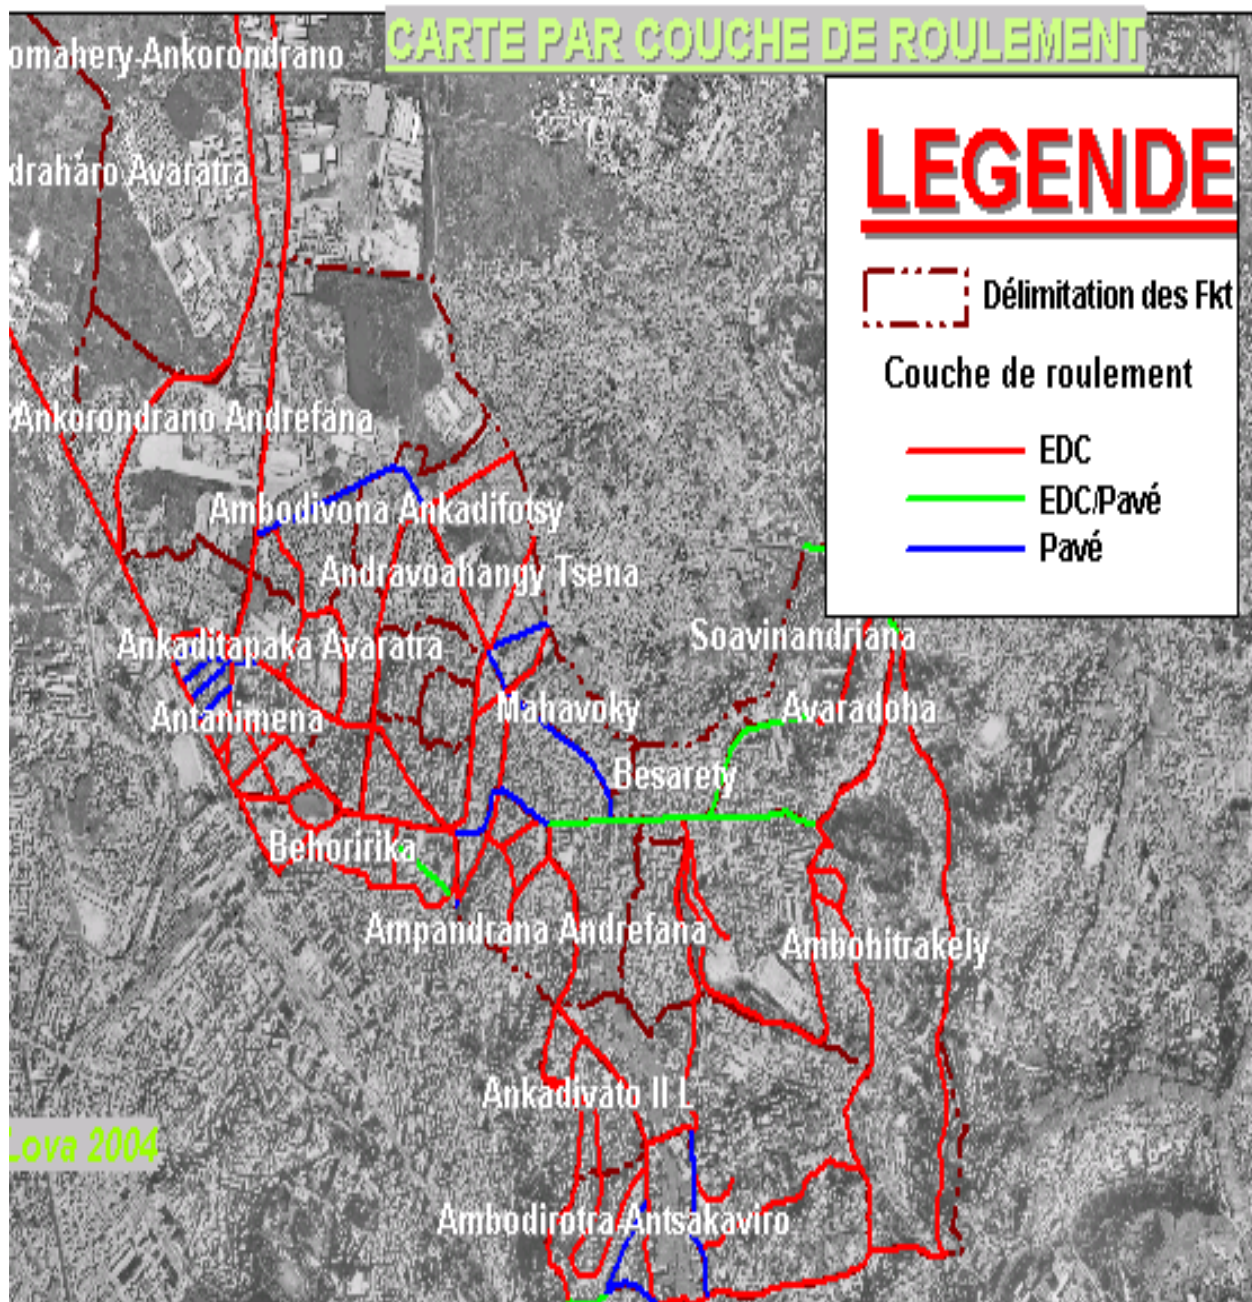 CARTE PAR COUCHE DE ROULEMENT
omahery-Ankorondrano
draharo Avaratra
Ankorondrano Andrefana
Ambodivona Ankadifotsy
Andravoahangy Tsena
Ankaditapaka Avaratra
Soavinandriana
Antanimena
Mahavoky
Avaradoha
Besarety
Behoririka
Ampandrana Andrefana
Ambohitrakely
Ankadivato II L
Ambodirotra-Antsakaviro
Lova 2004
LEGENDE
Délimitation des Fkt
Couche de roulement
EDC
EDC/Pavé
Pavé